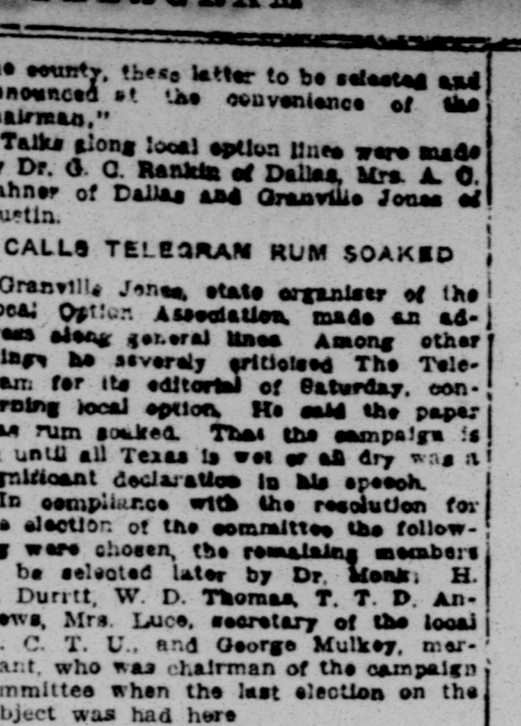 e county, these latter to be selected and
nnounced at the convenience of the
airman."
Talks along local option lines were made
y Dr. G. C. Rankin of Dallas, Mrs. A. C.
ahner of Dallas and Granville Jones of
ustin.
CALLS TELEGRAM RUM SOAKED
Granville Jones, state organizer of the
ocal Option Association, made an ad-
ress along general lines Among other
ings he severely criticised The Tele-
am for its editorial of Saturday, con-
rning local option. He said the paper
as rum soaked. That the campaign is
n until all Texas is wet or all dry was a
gnificant declaration in his speech.
In compliance with the resolution for
e election of the committee the follow-
g were chosen, the remaining members
be selected later by Dr. Monk: H.
Durrtt, W. D. Thomas, T. T. D. An-
ews, Mrs. Luce, secretary of the local
. C. T. U., and George Mulkey, mer-
ant, who was chairman of the campaign
mmittee when the last election on the
bject was had here